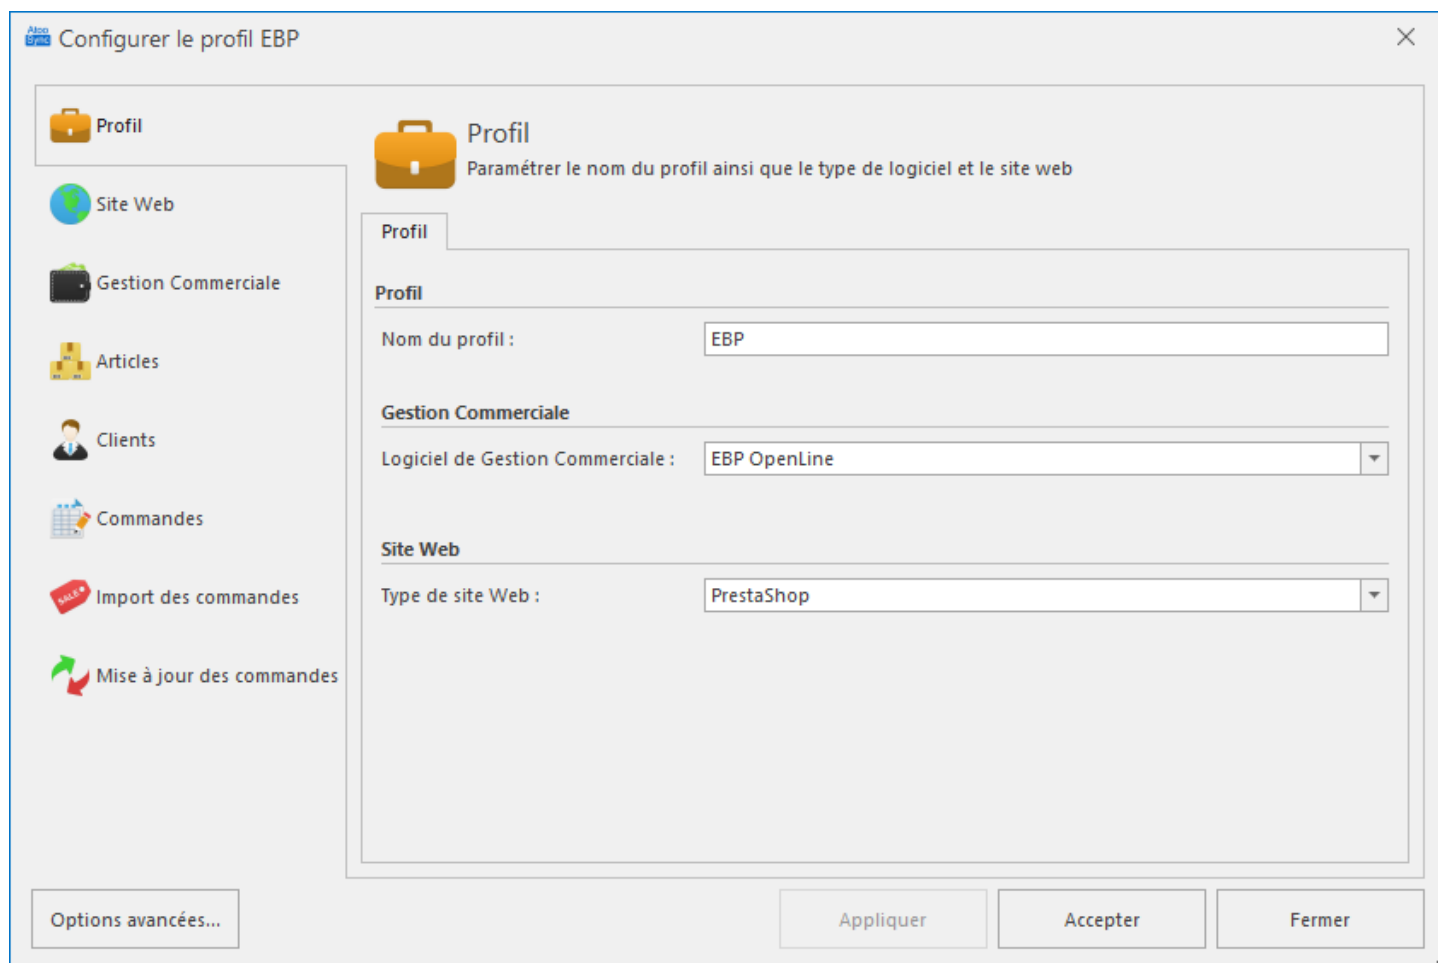 Atoo
Sync
Configurer le profil EBP
Profil
Site Web
Gestion Commerciale
Articles
Clients
Commandes
SALE
Import des commandes
Mise à jour des commandes
Profil
Paramétrer le nom du profil ainsi que le type de logiciel et le site web
Profil
Profil
Nom du profil : EBP
Gestion Commerciale
Logiciel de Gestion Commerciale : EBP OpenLine
Site Web
Type de site Web : PrestaShop
Options avancées... Appliquer Accepter Fermer